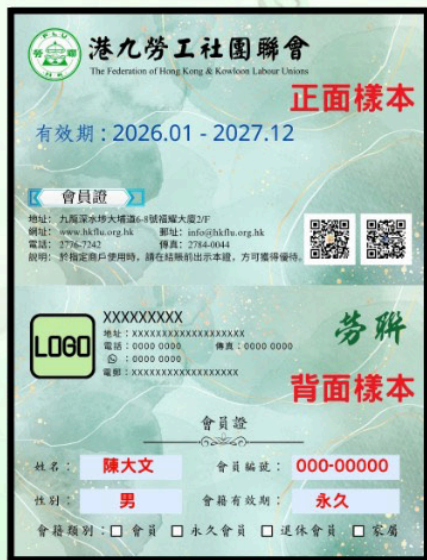 港九勞工社團聯會
The Federation of Hong Kong & Kowloon Labour Unions
正面樣本
有效期：2026.01 - 2027.12
會員證
地址： 九龍深水埗大埔道6-8號福耀大廈2/F
網址： www.hkflu.org.hk 郵址： info@hkflu.org.hk
電話： 2776-7242 傳真： 2784-0044
說明： 於指定商戶使用時，請在結賬前出示本證，方可獲得優待。
LOGO
XXXXXXXXX
地址：XXXXXXXXXXXXXXXXXXX
電話：0000 0000 傳真：0000 0000
：0000 0000
電郵：XXXXXXXXXXXXXXXXXX
勞聯
背面樣本
會員證
姓名： 陳大文 會員編號： 000-00000
性別： 男 會籍有效期： 永久
會籍類別：□ 會員 □ 永久會員 □ 退休會員 □ 家屬